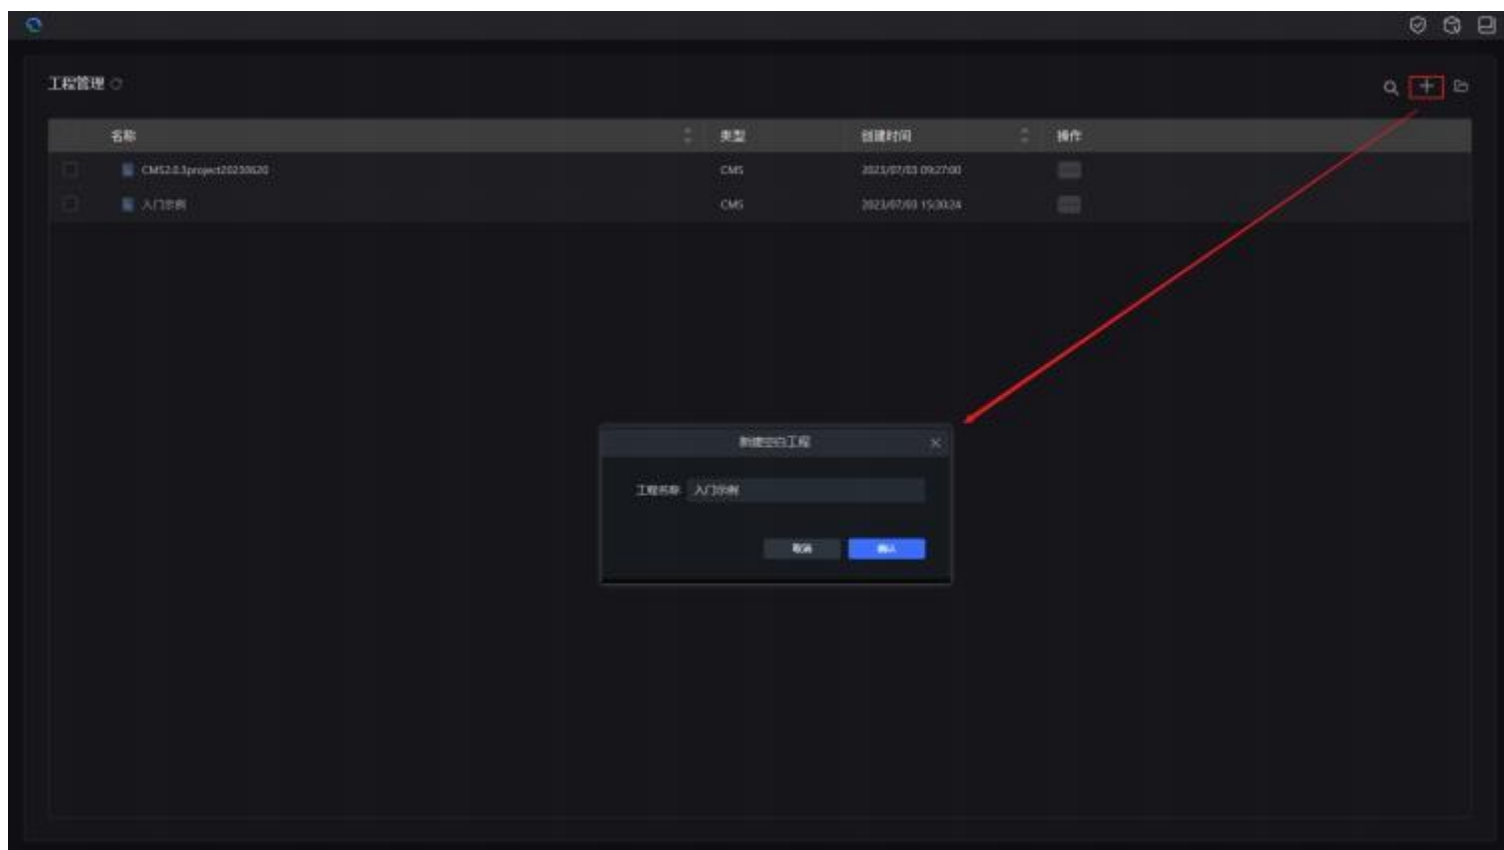 工程管理
名称 类型 创建时间 操作
CMS2.0.3project20230620 CMS 2023/07/03 09:27:00
入门示例 CMS 2023/07/03 15:30:24
新建空白工程
工程名称 入门示例
取消 确认